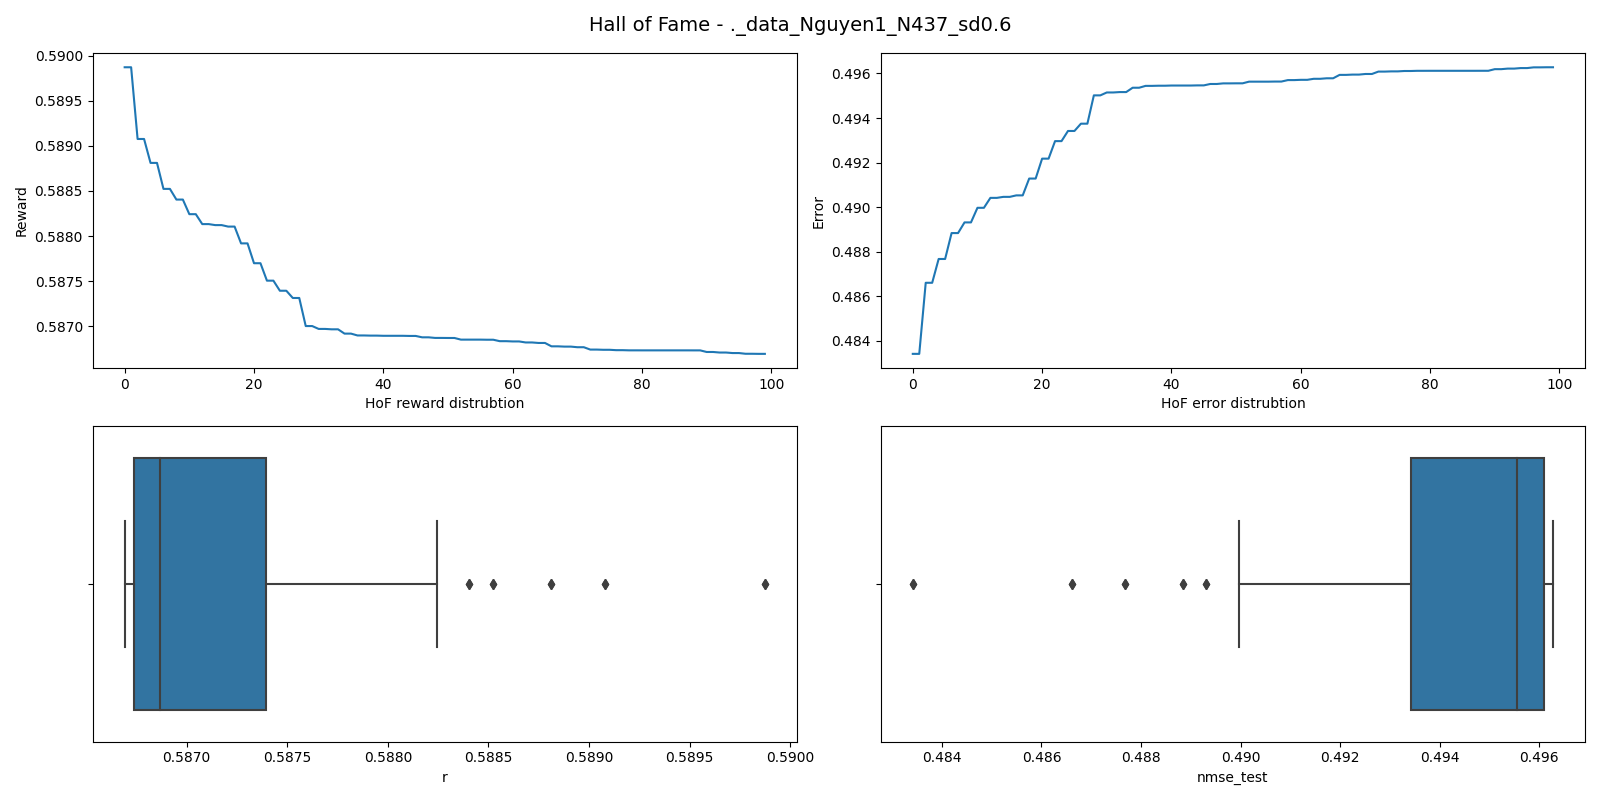 Hall of Fame - ._data_Nguyen1_N437_sd0.6
0.5900
0.5895
0.5890
0.5885
0.5880
0.5875
0.5870
Reward
0 20 40 60 80 100
HoF reward distrubtion
0.496
0.494
0.492
0.490
0.488
0.486
0.484
Error
0 20 40 60 80 100
HoF error distrubtion
0.5870 0.5875 0.5880 0.5885 0.5890 0.5895 0.5900
r
0.484 0.486 0.488 0.490 0.492 0.494 0.496
nmse_test